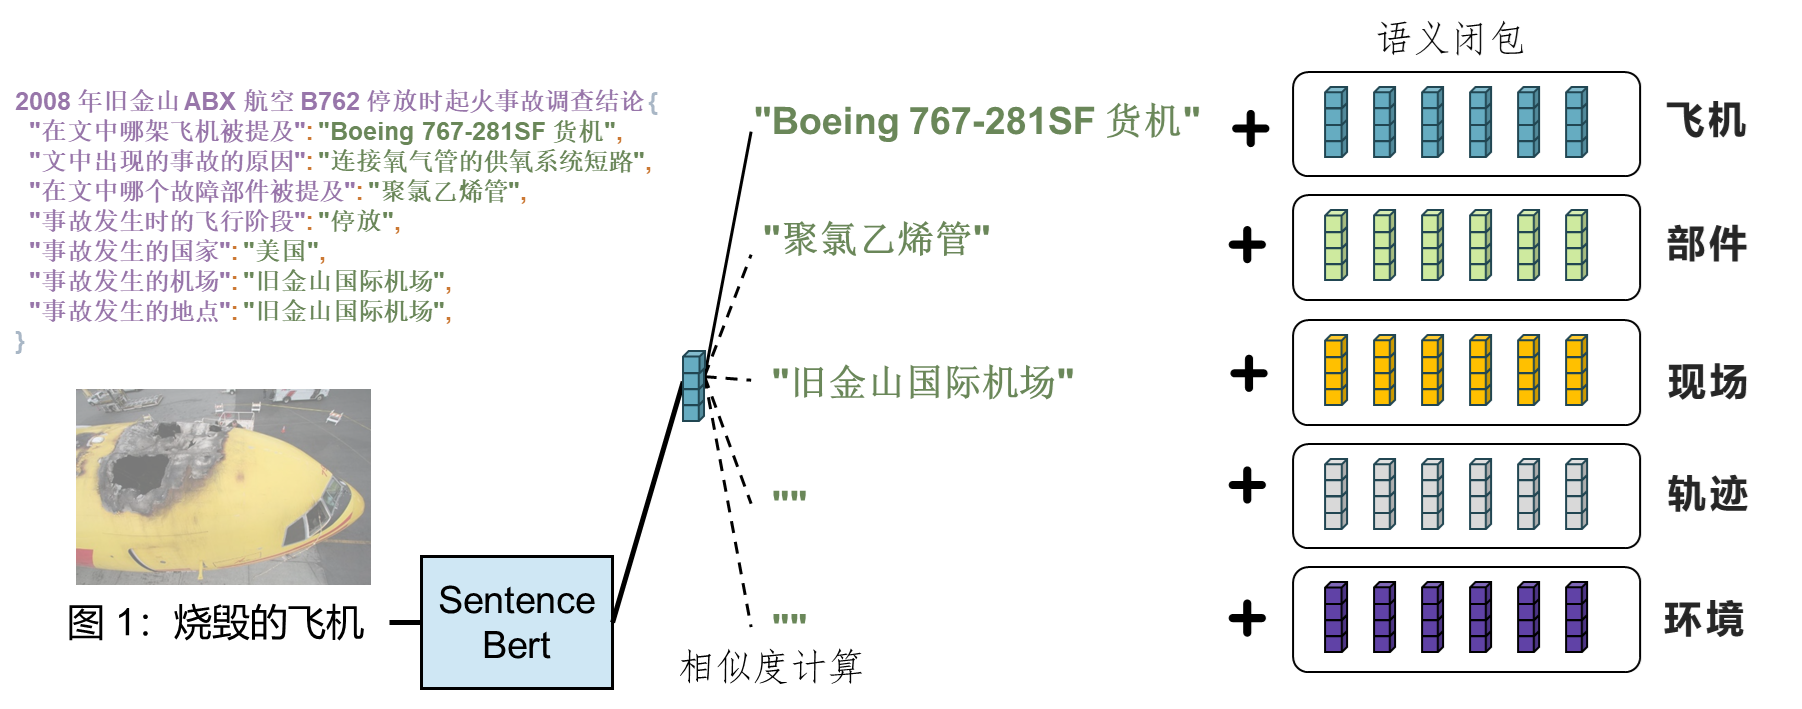 2008 年旧金山 ABX 航空 B762 停放时起火事故调查结论{
"在文中哪架飞机被提及": "Boeing 767-281SF 货机",
"文中出现的事故的原因": "连接氧气管的供氧系统短路",
"在文中哪个故障部件被提及": "聚氯乙烯管",
"事故发生时的飞行阶段": "停放",
"事故发生的国家": "美国",
"事故发生的机场": "旧金山国际机场",
"事故发生的地点": "旧金山国际机场",
}
图 1：烧毁的飞机
Sentence
Bert
相似度计算
语义闭包
"Boeing 767-281SF 货机" + 飞机
"聚氯乙烯管" + 部件
"旧金山国际机场" + 现场
"" + 轨迹
"" + 环境